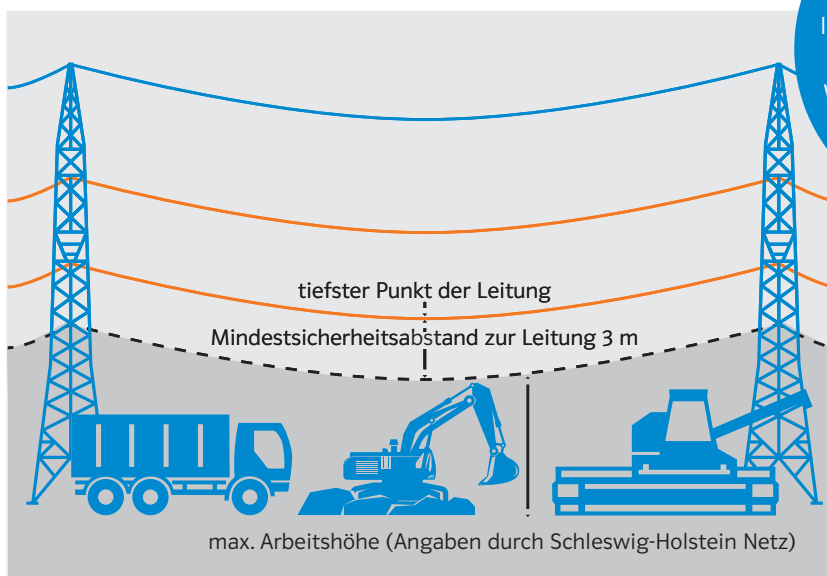 tiefster Punkt der Leitung
Mindestsicherheitsabstand zur Leitung 3 m
max. Arbeitshöhe (Angaben durch Schleswig-Holstein Netz)